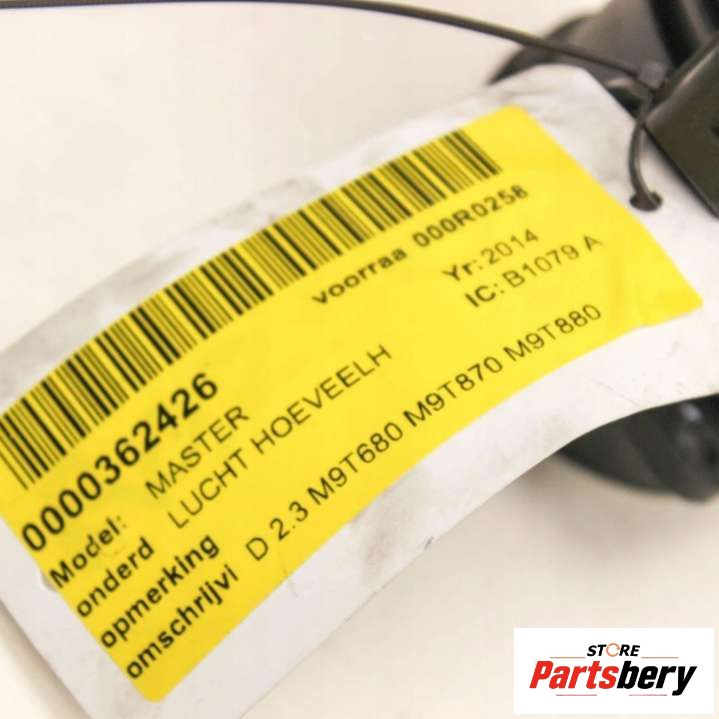 voorraa 000R0258
Yr: 2014
IC: B1079 A
0000362426
Model: MASTER
onderd LUCHT HOEVEELH
opmerking
omschrijvi D 2.3 M9T680 M9T870 M9T880
STORE
Partsbery